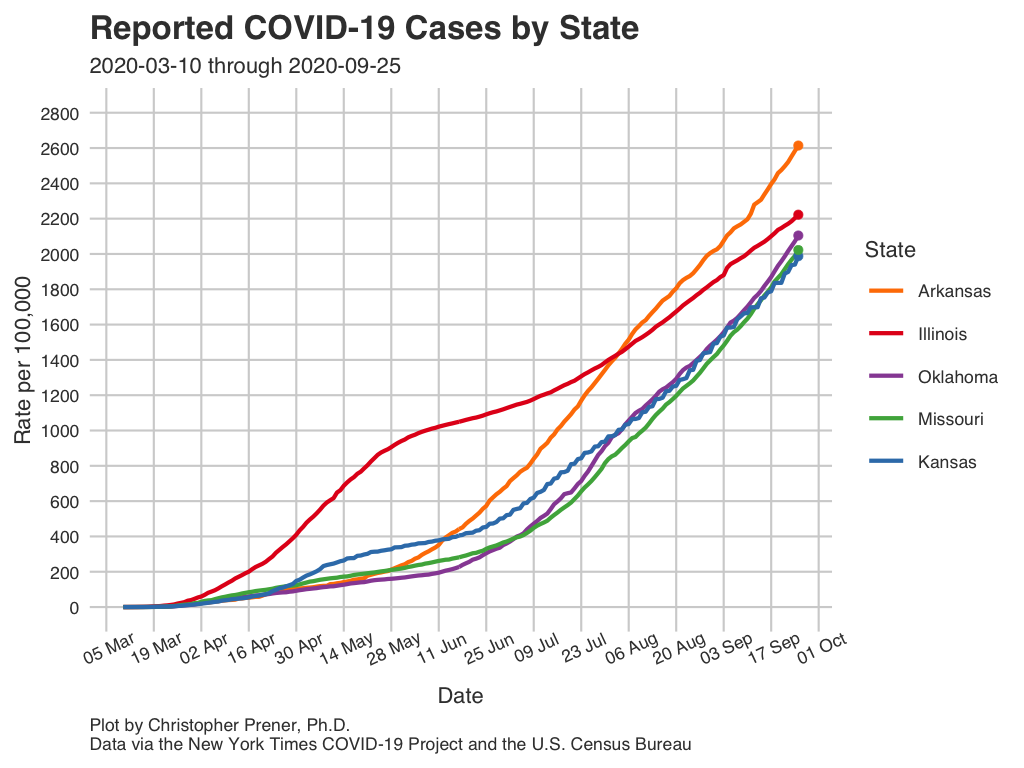 Reported COVID-19 Cases by State
2020-03-10 through 2020-09-25
2800
2600
2400
2200
2000
1800
1600
1400
1200
1000
800
600
400
200
0
Rate per 100,000
05 Mar
19 Mar
02 Apr
16 Apr
30 Apr
14 May
28 May
11 Jun
25 Jun
09 Jul
23 Jul
06 Aug
20 Aug
03 Sep
17 Sep
01 Oct
Date
State
Arkansas
Illinois
Oklahoma
Missouri
Kansas
Plot by Christopher Prener, Ph.D.
Data via the New York Times COVID-19 Project and the U.S. Census Bureau